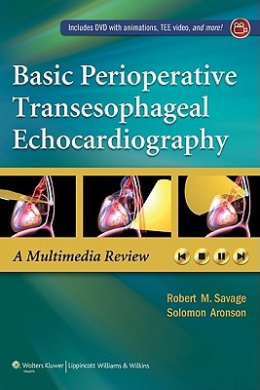 Includes DVD with animations, TEE video, and more!
Basic Perioperative
Transesophageal
Echocardiography
A Multimedia Review
Robert M. Savage
Solomon Aronson
Wolters Kluwer | Lippincott Williams & Wilkins
Health